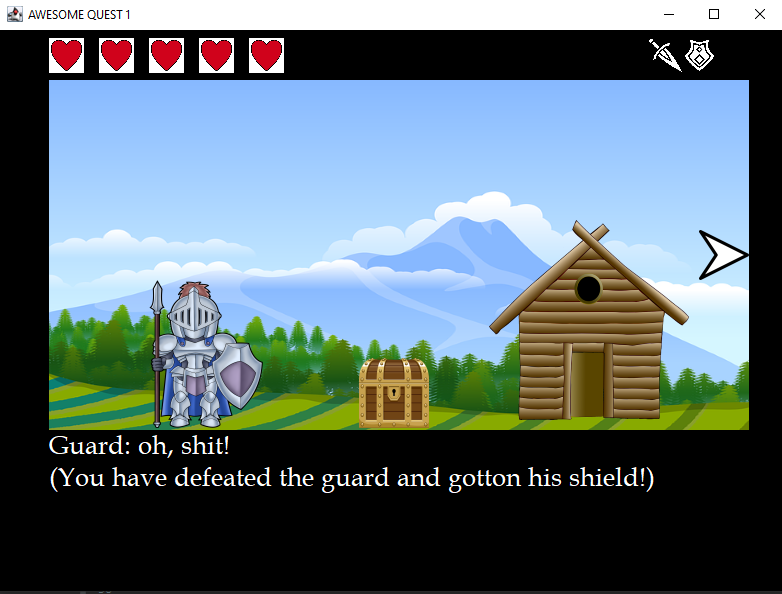 AWESOME QUEST 1
Guard: oh, shit!
(You have defeated the guard and gotton his shield!)